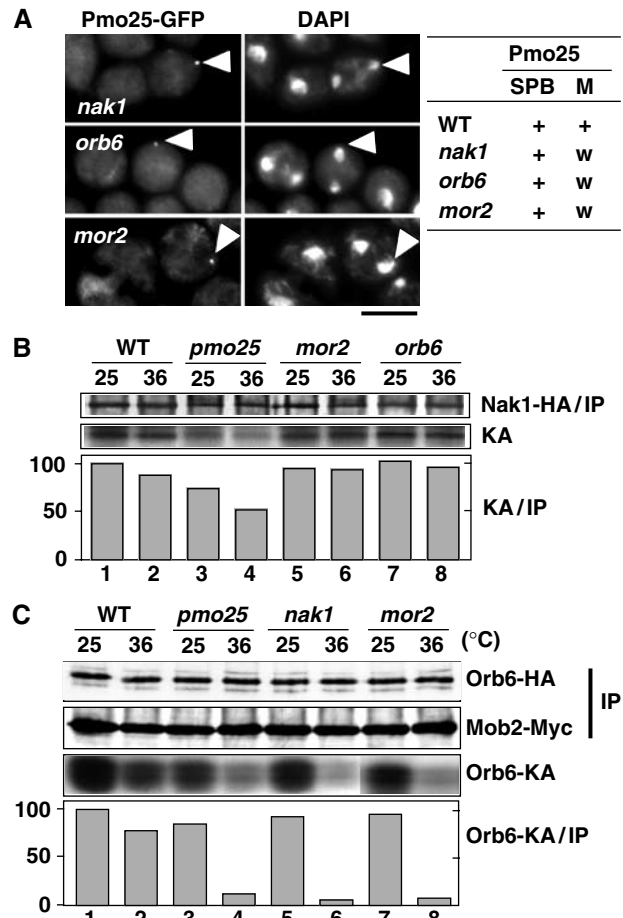 A
Pmo25-GFP DAPI
nak1
orb6
mor2
Pmo25
SPB M
WT + +
nak1 + w
orb6 + w
mor2 + w
B
WT pmo25 mor2 orb6
25 36 25 36 25 36 25 36
Nak1-HA/IP
KA
100
50
0
KA/IP
1 2 3 4 5 6 7 8
C
WT pmo25 nak1 mor2
25 36 25 36 25 36 25 36 (°C)
Orb6-HA
IP
Mob2-Myc
Orb6-KA
100
50
0
Orb6-KA/IP
1 2 3 4 5 6 7 8